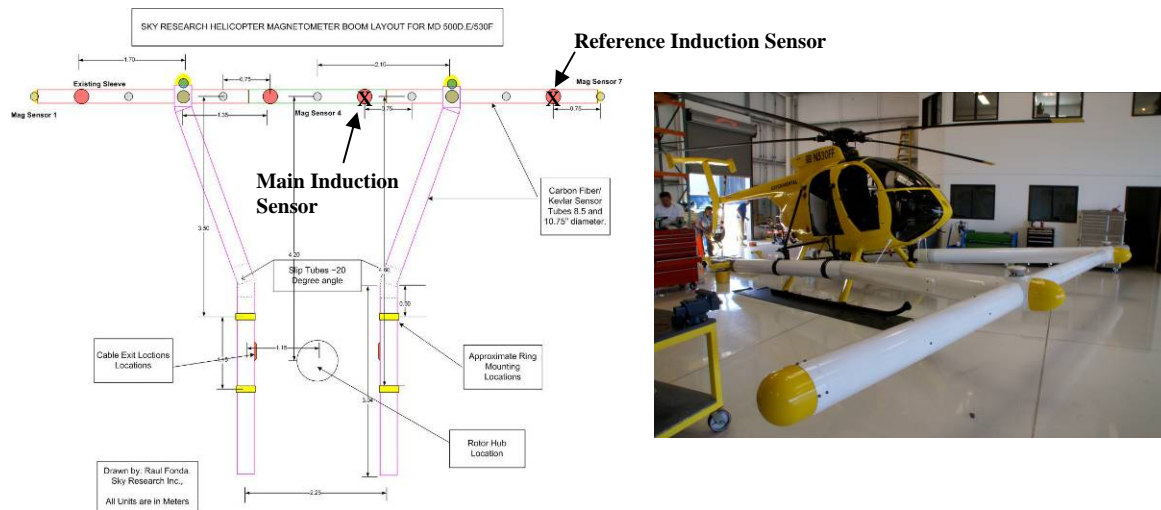 SKY RESEARCH HELICOPTER MAGNETOMETER BOOM LAYOUT FOR MD 500D.E/530F
Reference Induction Sensor
1.70
2.10
Mag Sensor 7
Existing Sleeve
0.75
X
X
Mag Sensor 1
Mag Sensor 4
0.75
0.75
1.35
Main Induction
Sensor
Carbon Fiber/
Kevlar Sensor
Tubes 8.5 and
10.75" diameter.
3.50
4.20
Slip Tubes ~20
Degree angle
0.50
Cable Exit Loctions
Locations
1.15
Approximate Ring
Mounting
Locations
Rotor Hub
Location
Drawn by: Raul Fonda.
Sky Research Inc.,
All Units are in Meters
2.25
N530FF
EXPERIMENTAL